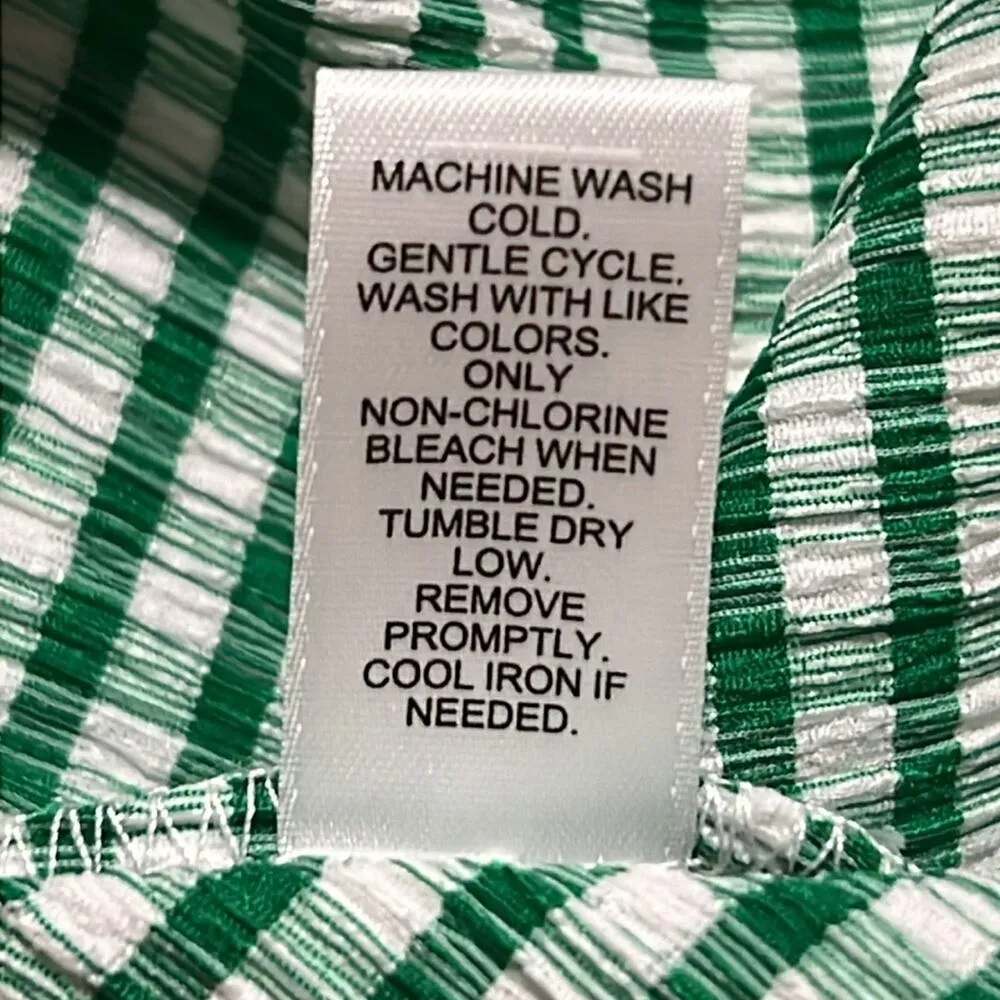 MACHINE WASH
COLD.
GENTLE CYCLE.
WASH WITH LIKE
COLORS.
ONLY
NON-CHLORINE
BLEACH WHEN
NEEDED.
TUMBLE DRY
LOW.
REMOVE
PROMPTLY.
COOL IRON IF
NEEDED.